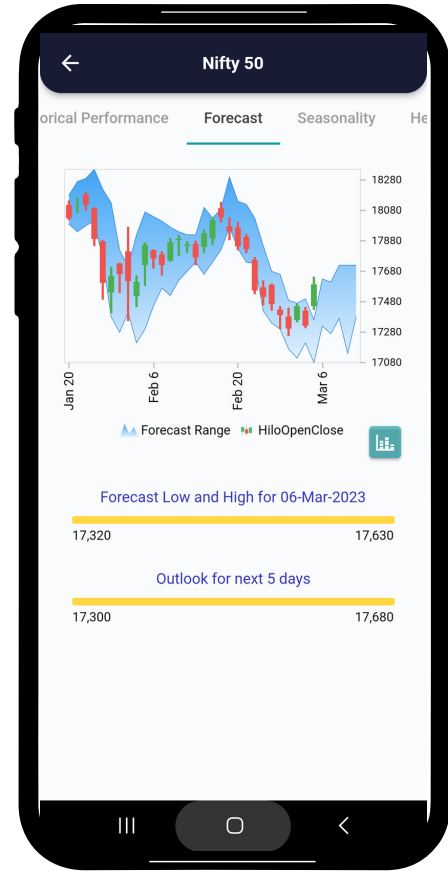 Nifty 50
orical Performance Forecast Seasonality He
18280
18080
17880
17680
17480
17280
17080
Jan 20 Feb 6 Feb 20 Mar 6
Forecast Range HiloOpenClose
Forecast Low and High for 06-Mar-2023
17,320 17,630
Outlook for next 5 days
17,300 17,680